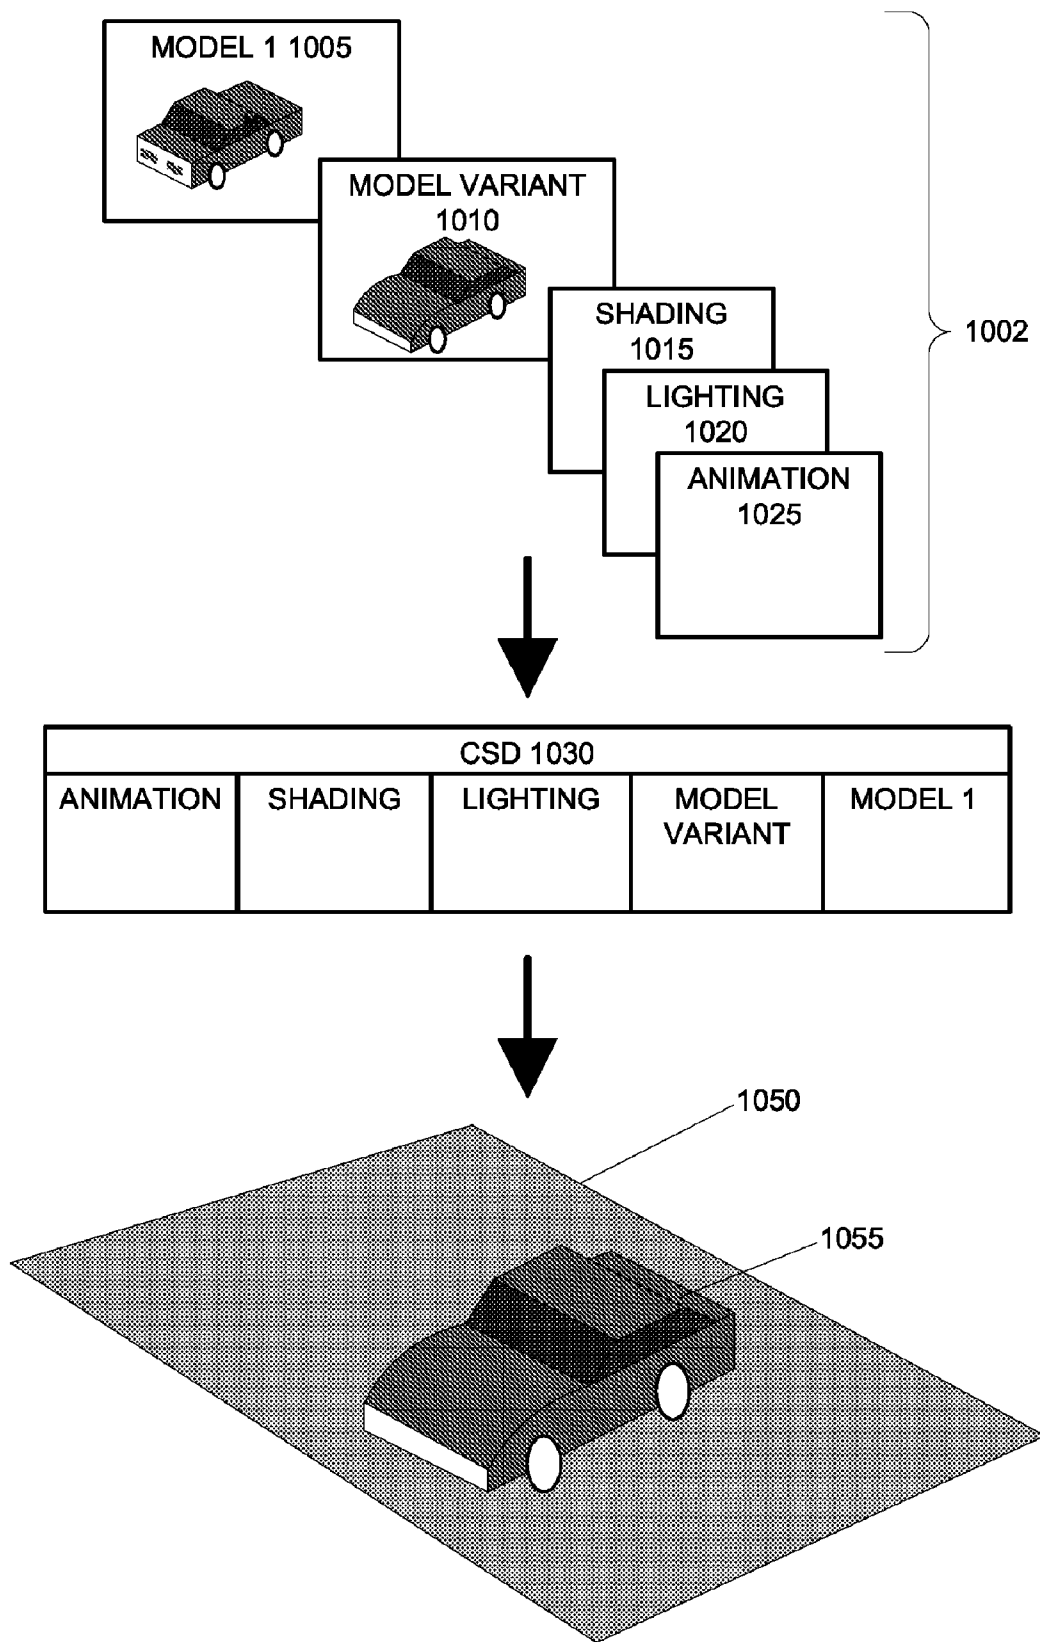 MODEL 1 1005
MODEL VARIANT
1010
SHADING
1015
1002
LIGHTING
1020
ANIMATION
1025
CSD 1030
ANIMATION
SHADING
LIGHTING
MODEL
VARIANT
MODEL 1
1050
1055